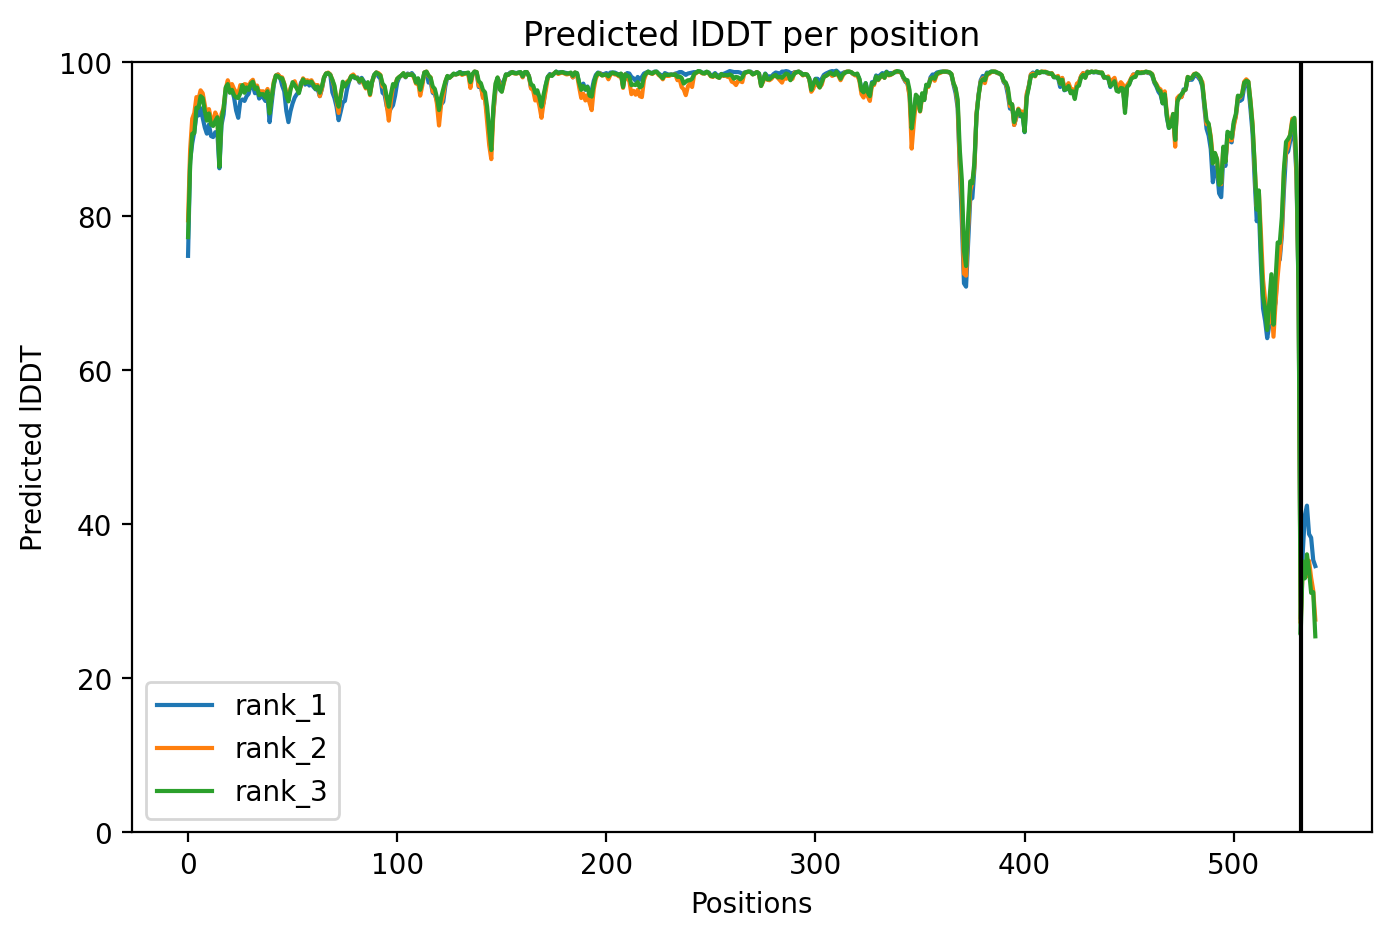 Predicted lDDT per position
100
80
60
40
20
0
Predicted lDDT
rank_1
rank_2
rank_3
0 100 200 300 400 500
Positions